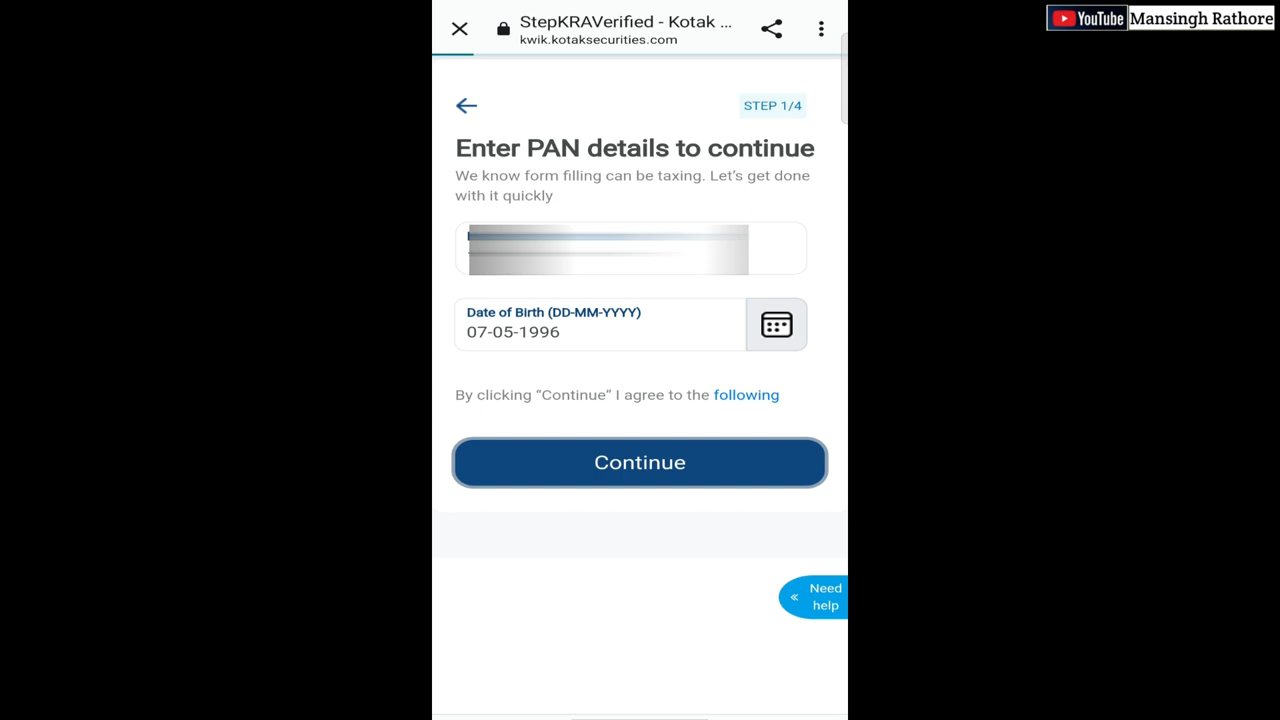 StepKRAVerified - Kotak ...
kwik.kotaksecurities.com
YouTube Mansingh Rathore
STEP 1/4
Enter PAN details to continue
We know form filling can be taxing. Let's get done
with it quickly
Date of Birth (DD-MM-YYYY)
07-05-1996
By clicking “Continue” I agree to the following
Continue
« Need
help